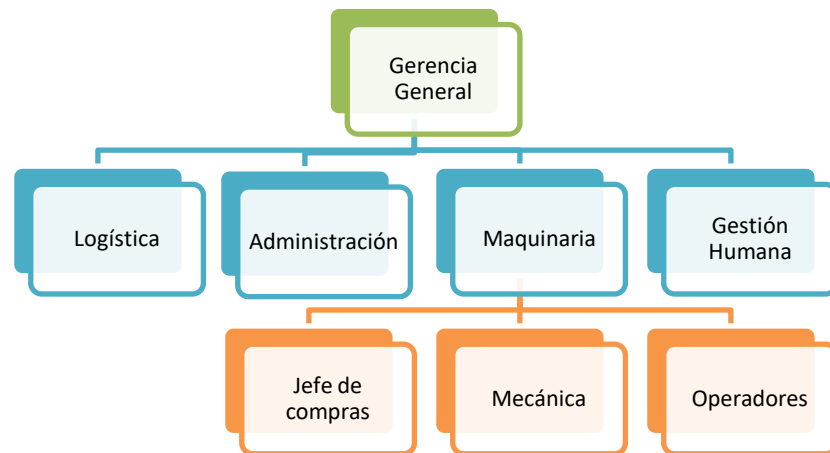 Gerencia
General
Logística
Administración
Maquinaria
Gestión
Humana
Jefe de
compras
Mecánica
Operadores